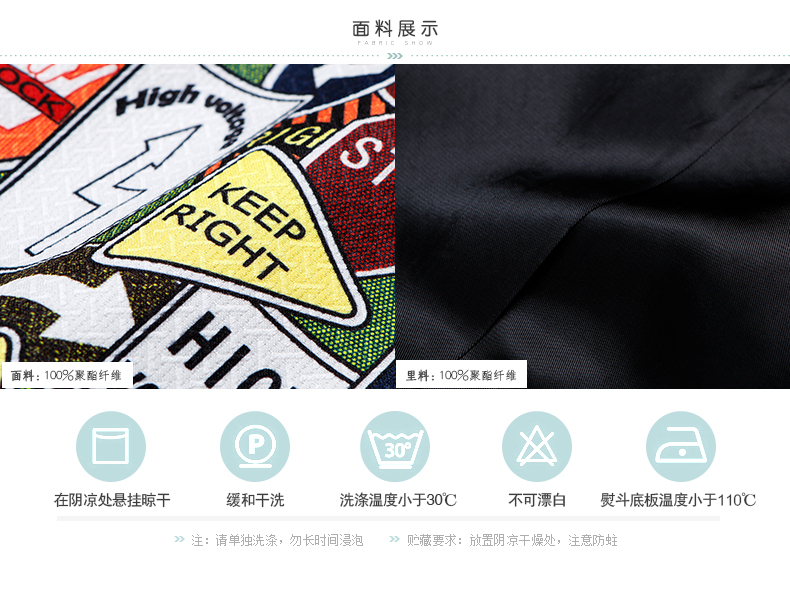 面料展示
FABRIC SHOW
OCK
High voltage
KEEP
RIGHT
HIG
面料：100%聚酯纤维
里料：100%聚酯纤维
P
30°
在阴凉处悬挂晾干
缓和干洗
洗涤温度小于30℃
不可漂白
熨斗底板温度小于110℃
注：请单独洗涤，勿长时间浸泡
贮藏要求：放置阴凉干燥处，注意防蛀